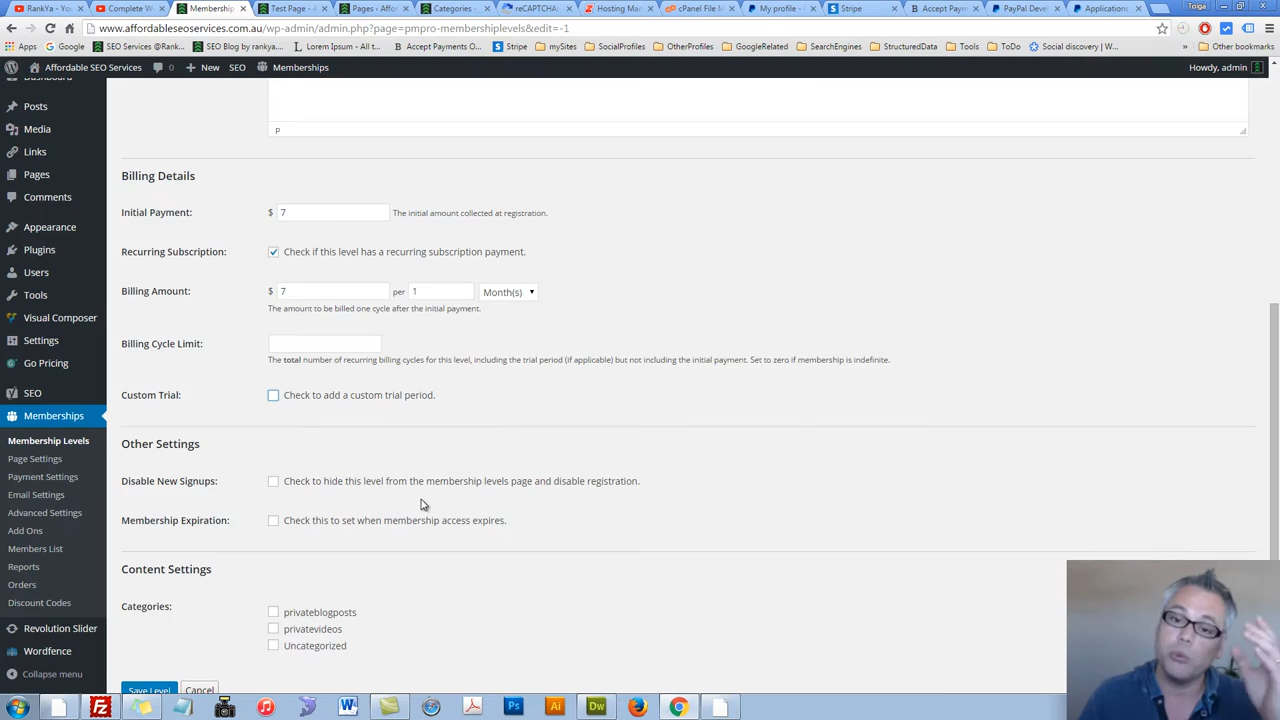 RankYa - You
Complete W
Membership
Test Page - A
Pages ‹ Affor
Categories ‹
reCAPTCHA:
Hosting Man
cPanel File M
My profile -
Stripe
Accept Paym
PayPal Devel
Applications
Tolga
www.affordableseoservices.com.au/wp-admin/admin.php?page=pmpro-membershiplevels&edit=-1
Apps
Google
SEO Services @Rank...
SEO Blog by rankya...
Lorem Ipsum - All t...
Accept Payments O...
Stripe
mySites
SocialProfiles
OtherProfiles
GoogleRelated
SearchEngines
StructuredData
Tools
ToDo
Social discovery | w...
»
Other bookmarks
Affordable SEO Services
0
New
SEO
Memberships
Howdy, admin
Dashboard
Posts
Media
Links
Pages
Comments
Appearance
Plugins
Users
Tools
Visual Composer
Settings
Go Pricing
SEO
Memberships
Membership Levels
Page Settings
Payment Settings
Email Settings
Advanced Settings
Add Ons
Members List
Reports
Orders
Discount Codes
Revolution Slider
Wordfence
Collapse menu
p
Billing Details
Initial Payment: $ 7 The initial amount collected at registration.
Recurring Subscription: Check if this level has a recurring subscription payment.
Billing Amount: $ 7 per 1 Month(s)
The amount to be billed one cycle after the initial payment.
Billing Cycle Limit:
The total number of recurring billing cycles for this level, including the trial period (if applicable) but not including the initial payment. Set to zero if membership is indefinite.
Custom Trial: Check to add a custom trial period.
Other Settings
Disable New Signups: Check to hide this level from the membership levels page and disable registration.
Membership Expiration: Check this to set when membership access expires.
Content Settings
Categories: privateblogposts
privatevideos
Uncategorized
Save Level
Cancel
Fz
W
Ps
Ai
Dw